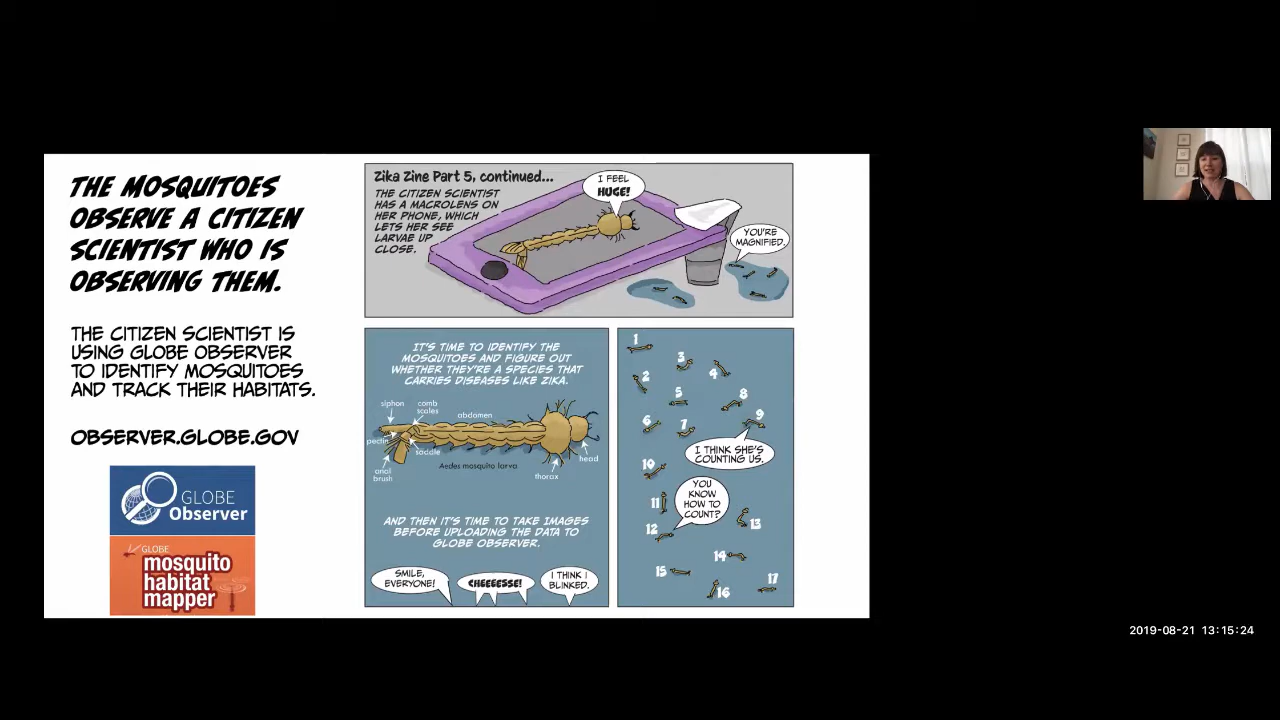 THE MOSQUITOES
OBSERVE A CITIZEN
SCIENTIST WHO IS
OBSERVING THEM.
THE CITIZEN SCIENTIST IS
USING GLOBE OBSERVER
TO IDENTIFY MOSQUITOES
AND TRACK THEIR HABITATS.
OBSERVER.GLOBE.GOV
GLOBE
Observer
GLOBE
mosquito
habitat
mapper
Zika Zine Part 5, continued...
THE CITIZEN SCIENTIST
HAS A MACROLENS ON
HER PHONE, WHICH
LETS HER SEE
LARVAE UP
CLOSE.
I FEEL
HUGE!
YOU'RE
MAGNIFIED.
IT'S TIME TO IDENTIFY THE
MOSQUITOES AND FIGURE OUT
WHETHER THEY'RE A SPECIES THAT
CARRIES DISEASES LIKE ZIKA.
siphon
comb
scales
abdomen
pectin
saddle
anal
brush
Aedes mosquito larva
thorax
head
AND THEN IT'S TIME TO TAKE IMAGES
BEFORE UPLOADING THE DATA TO
GLOBE OBSERVER.
SMILE,
EVERYONE!
CHEEEESE!
I THINK I
BLINKED.
1
2
3
4
5
6
7
8
9
I THINK SHE'S
COUNTING US.
10
YOU
KNOW
HOW TO
COUNT?
11
12
13
14
15
16
17
2019-08-21 13:15:24